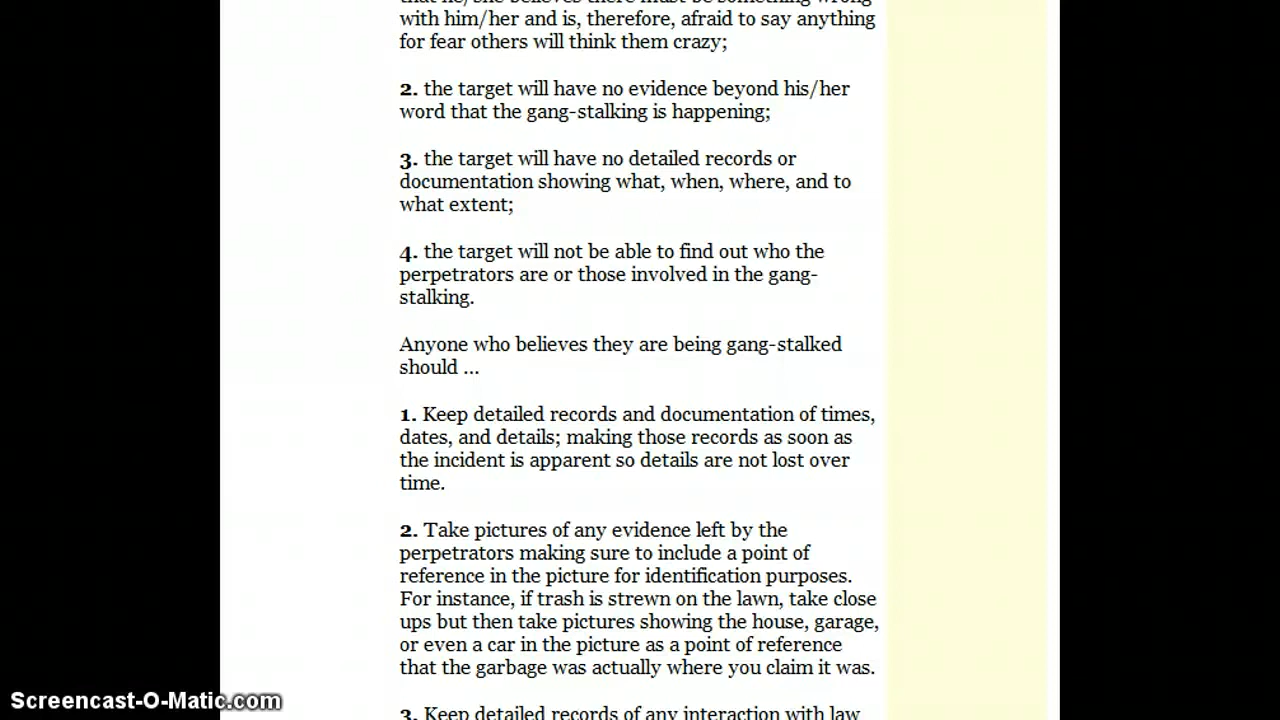 that he/she believes there must be something wrong
with him/her and is, therefore, afraid to say anything
for fear others will think them crazy;
2. the target will have no evidence beyond his/her
word that the gang-stalking is happening;
3. the target will have no detailed records or
documentation showing what, when, where, and to
what extent;
4. the target will not be able to find out who the
perpetrators are or those involved in the gang-
stalking.
Anyone who believes they are being gang-stalked
should ...
1. Keep detailed records and documentation of times,
dates, and details; making those records as soon as
the incident is apparent so details are not lost over
time.
2. Take pictures of any evidence left by the
perpetrators making sure to include a point of
reference in the picture for identification purposes.
For instance, if trash is strewn on the lawn, take close
ups but then take pictures showing the house, garage,
or even a car in the picture as a point of reference
that the garbage was actually where you claim it was.
3. Keep detailed records of any interaction with law
Screencast-O-Matic.com